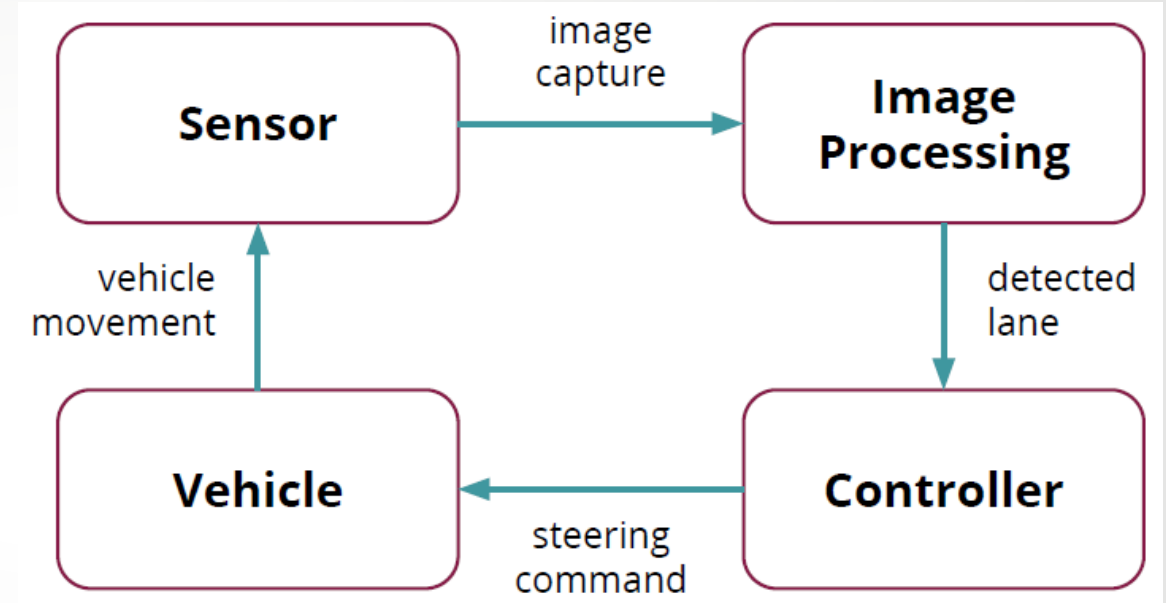 Sensor
image
capture
Image
Processing
vehicle
movement
detected
lane
Vehicle
steering
command
Controller